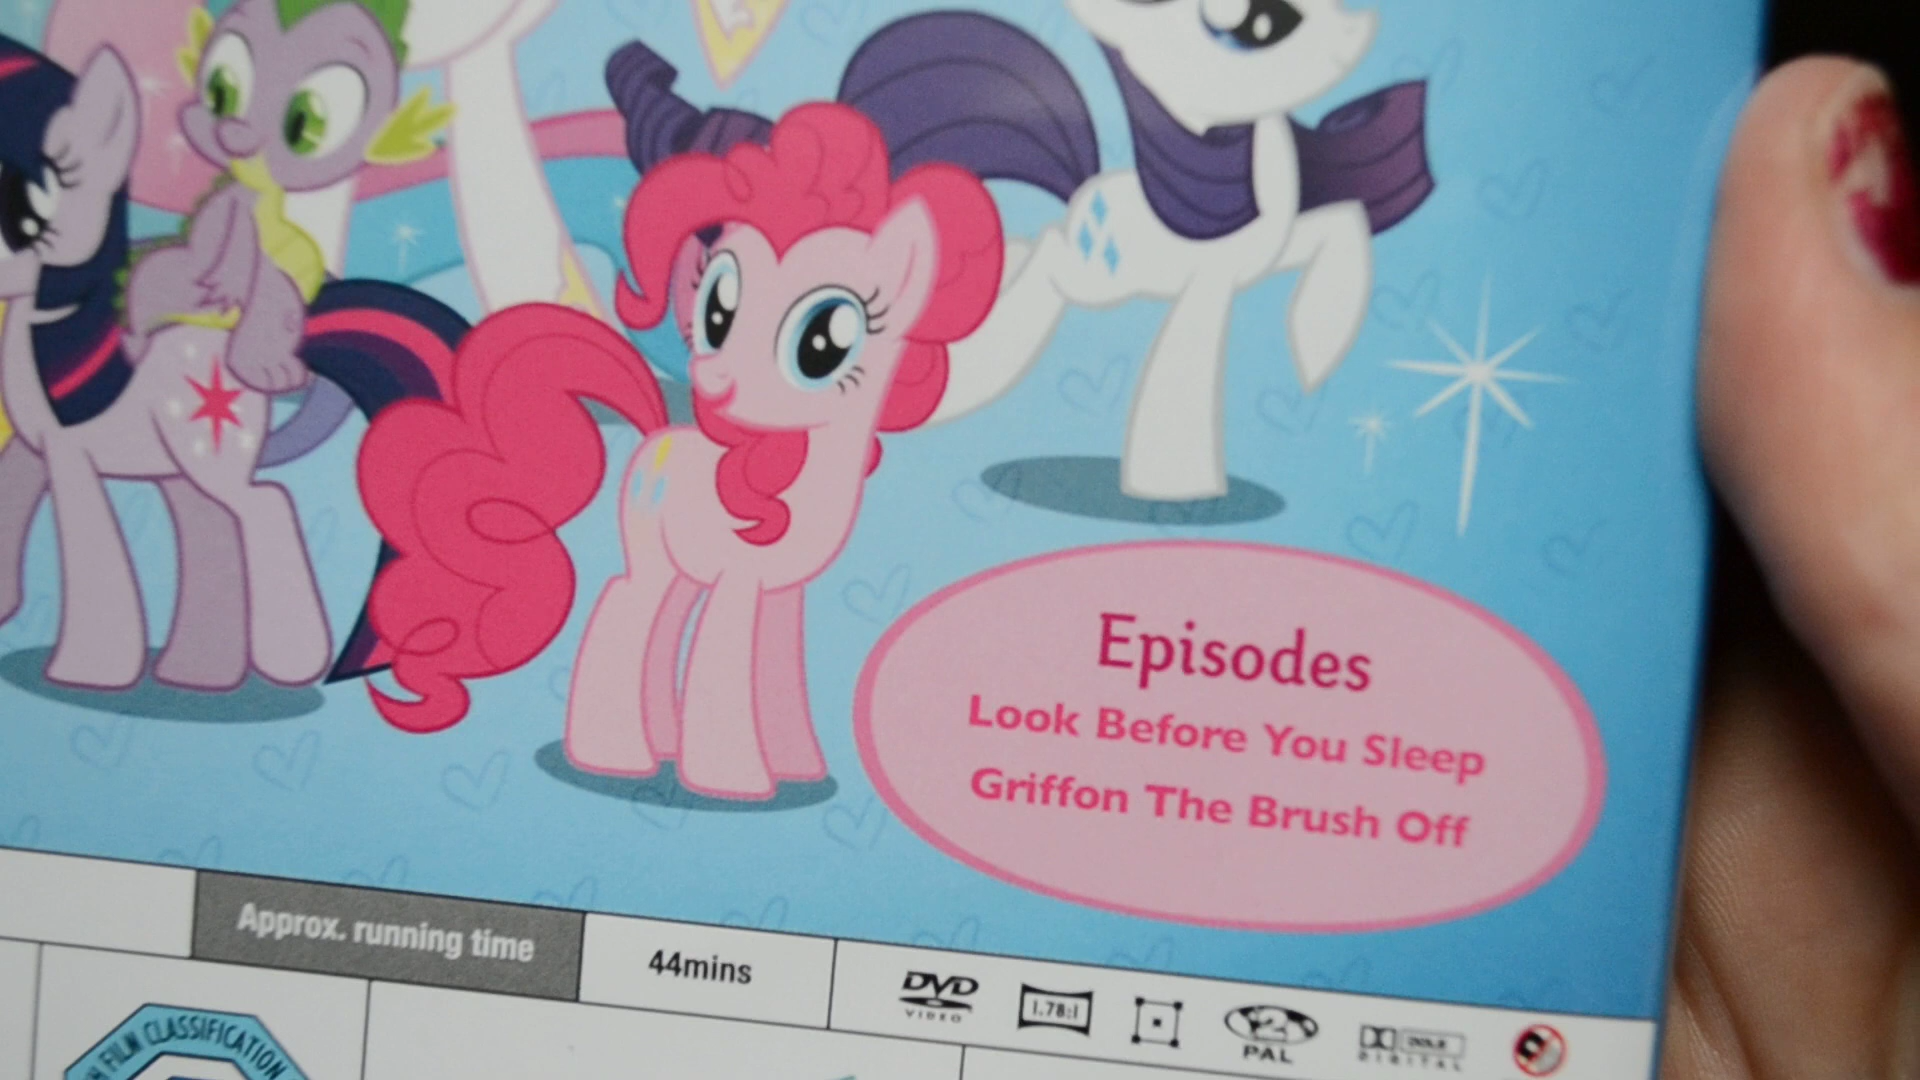 Episodes
Look Before You Sleep
Griffon The Brush Off
Approx. running time
44mins
DVD
VIDEO
1.78:1
2
PAL
DIGITAL
FILM CLASSIFICATION